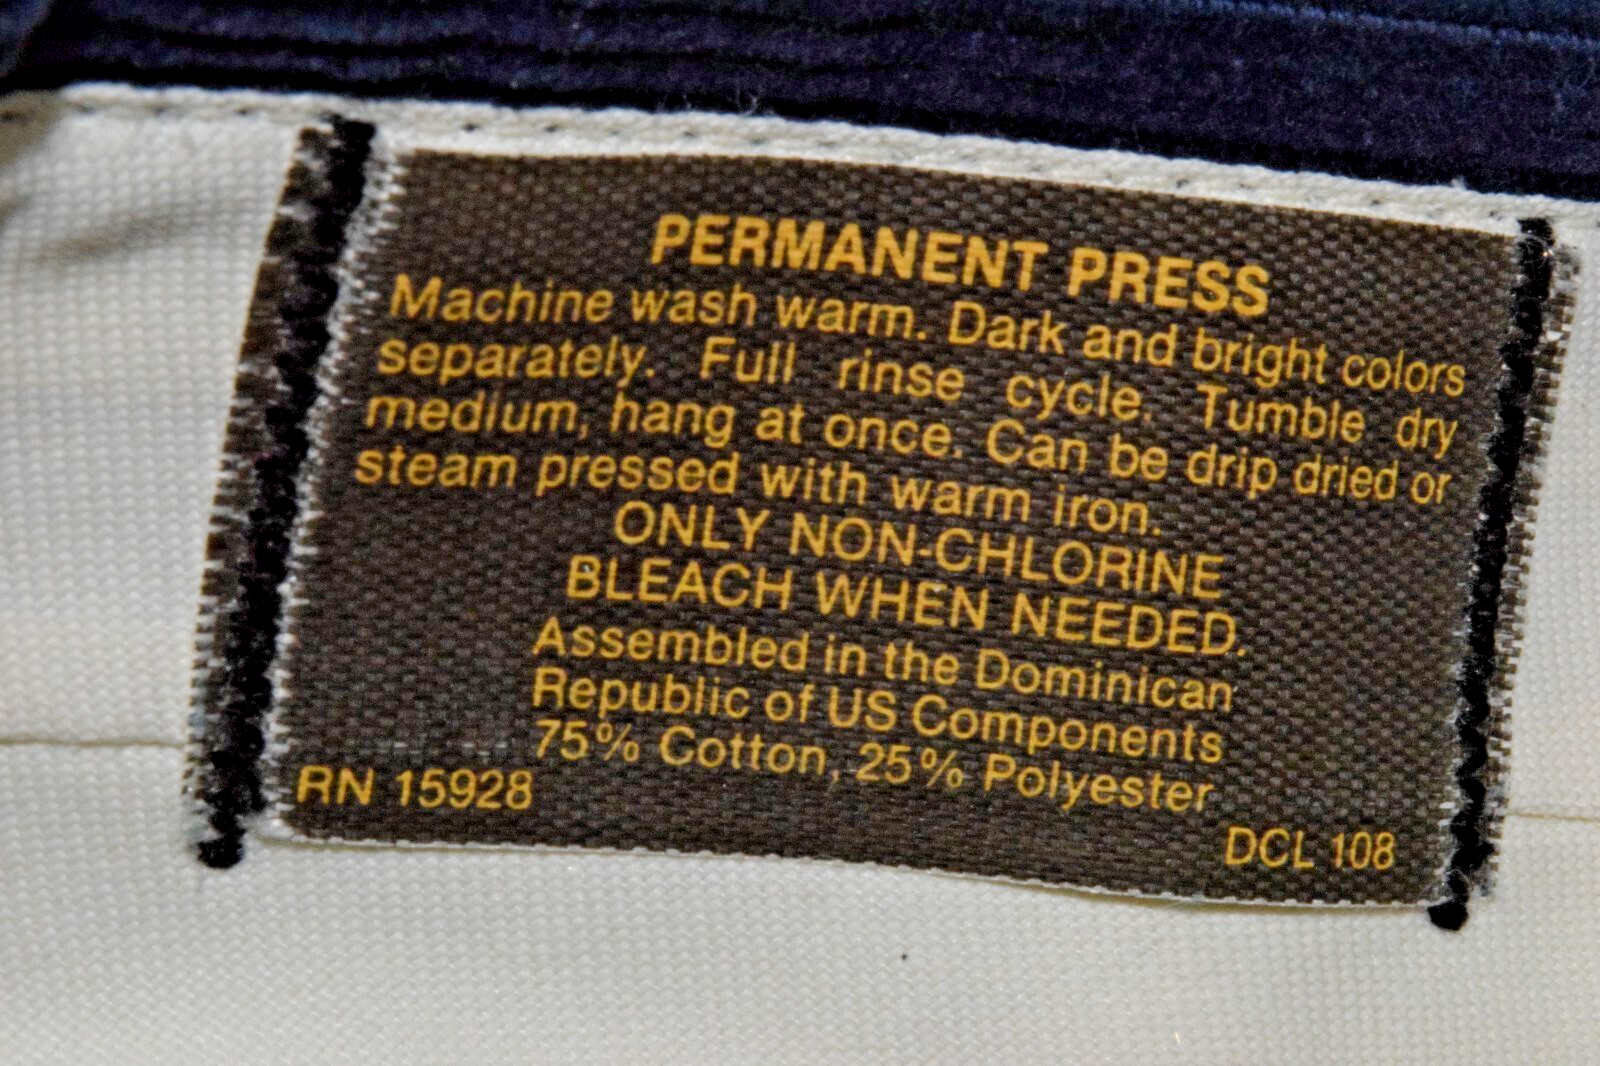 PERMANENT PRESS
Machine wash warm. Dark and bright colors
separately. Full rinse cycle. Tumble dry
medium, hang at once. Can be drip dried or
steam pressed with warm iron.
ONLY NON-CHLORINE
BLEACH WHEN NEEDED.
Assembled in the Dominican
Republic of US Components
75% Cotton, 25% Polyester
RN 15928
DCL 108